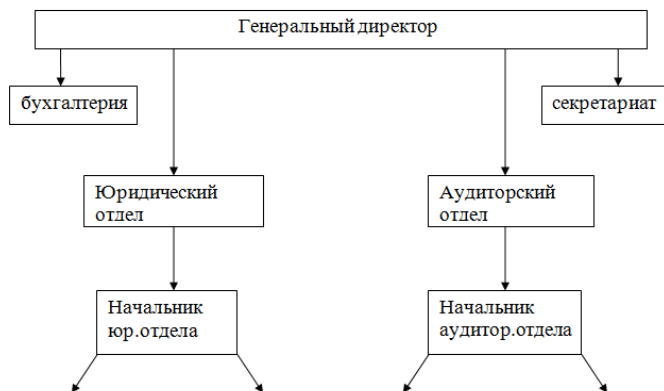 Генеральный директор
бухгалтерия
секретариат
Юридический
отдел
Аудиторский
отдел
Начальник
юр.отдела
Начальник
аудитор.отдела